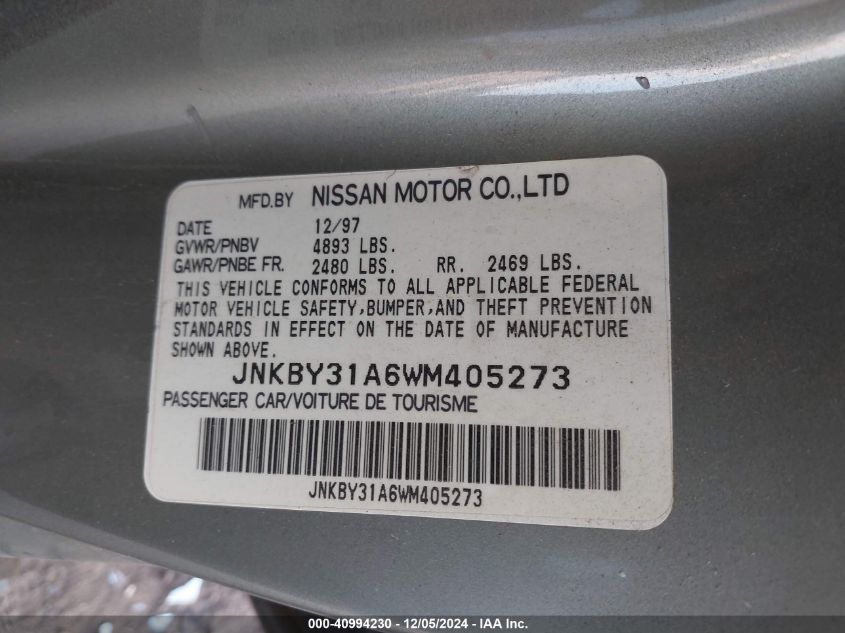 MFD.BY NISSAN MOTOR CO.,LTD
DATE 12/97
GVWR/PNBV 4893 LBS.
GAWR/PNBE FR. 2480 LBS. RR. 2469 LBS.
THIS VEHICLE CONFORMS TO ALL APPLICABLE FEDERAL
MOTOR VEHICLE SAFETY,BUMPER,AND THEFT PREVENTION
STANDARDS IN EFFECT ON THE DATE OF MANUFACTURE
SHOWN ABOVE.
JNKBY31A6WM405273
PASSENGER CAR/VOITURE DE TOURISME
JNKBY31A6WM405273
000-40994230 - 12/05/2024 - IAA Inc.